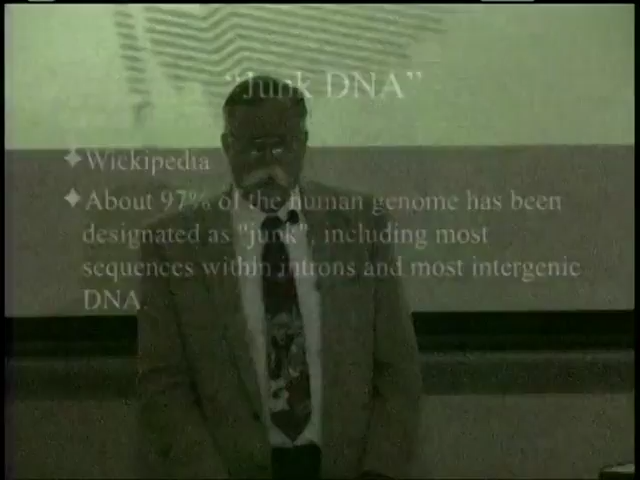 "Junk DNA"
Wickipedia
About 97% of the human genome has been
designated as "junk", including most
sequences within introns and most intergenic
DNA.